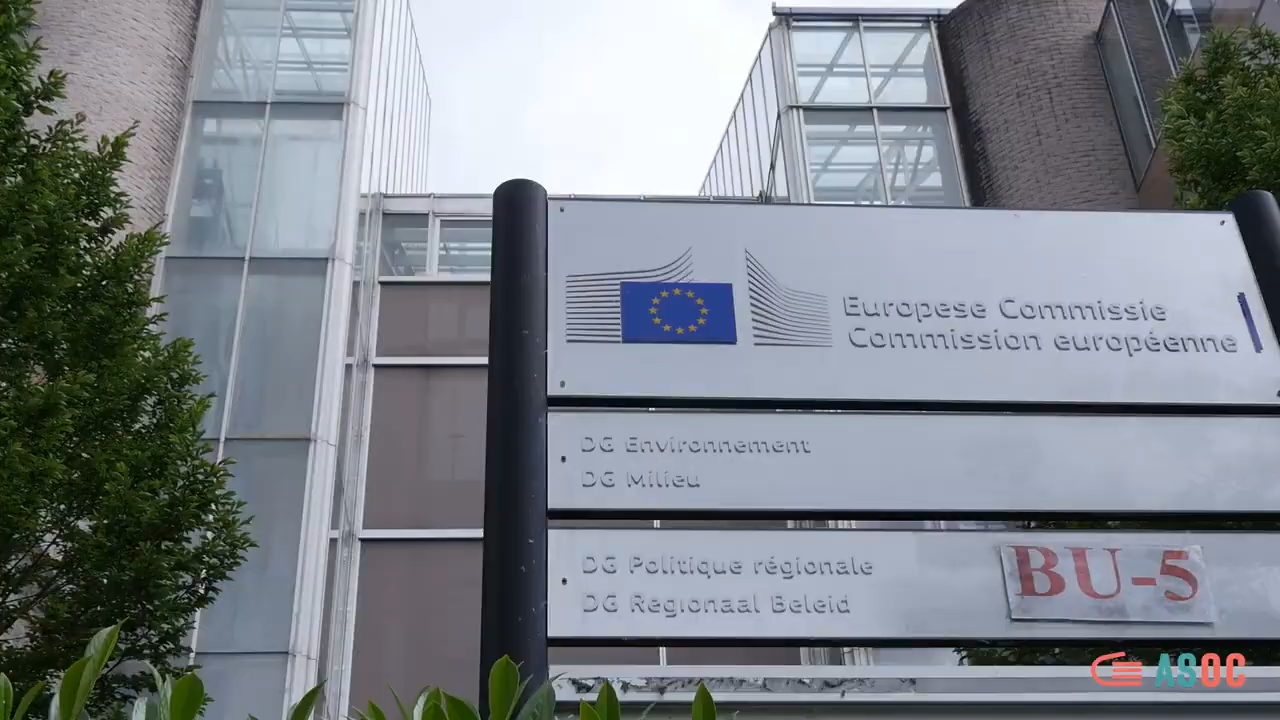 Europese Commissie
Commission européenne
DG Environnement
DG Milieu
DG Politique régionale
DG Regionaal Beleid
BU-5
ASOC